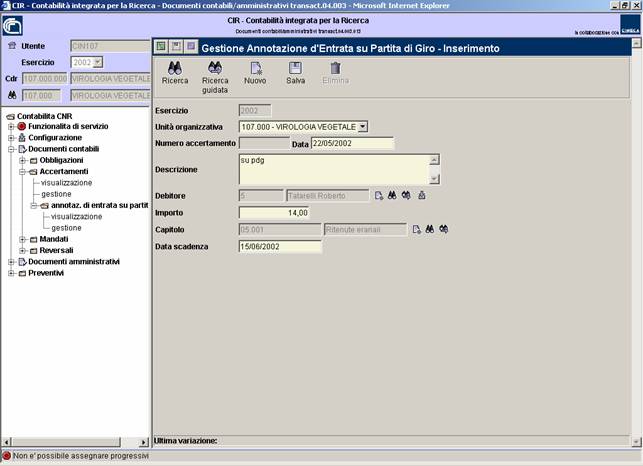 CIR - Contabilità integrata per la Ricerca - Documenti contabili/amministrativi transact.04.003 - Microsoft Internet Explorer
CIR - Contabilità integrata per la Ricerca
Documenti contabili/amministrativi transact.04.003.013
in collaborazione con
CINECA
Utente CIN107
Esercizio 2002
Cdr 107.000.000 VIROLOGIA VEGETALE
107.000 VIROLOGIA VEGETALE
Contabilita CNR
Funzionalita di servizio
Configurazione
Documenti contabili
Obbligazioni
Accertamenti
visualizzazione
gestione
annotaz. di entrata su partit
visualizzazione
gestione
Mandati
Reversali
Documenti amministrativi
Preventivi
Gestione Annotazione d'Entrata su Partita di Giro - Inserimento
Ricerca Ricerca guidata Nuovo Salva Elimina
Esercizio 2002
Unità organizzativa 107.000 - VIROLOGIA VEGETALE
Numero accertamento Data 22/05/2002
Descrizione su pdg
Debitore 5 Tatarelli Roberto
Importo 14,00
Capitolo 05.001 Ritenute erariali
Data scadenza 15/06/2002
Ultima variazione:
Non e' possibile assegnare progressivi